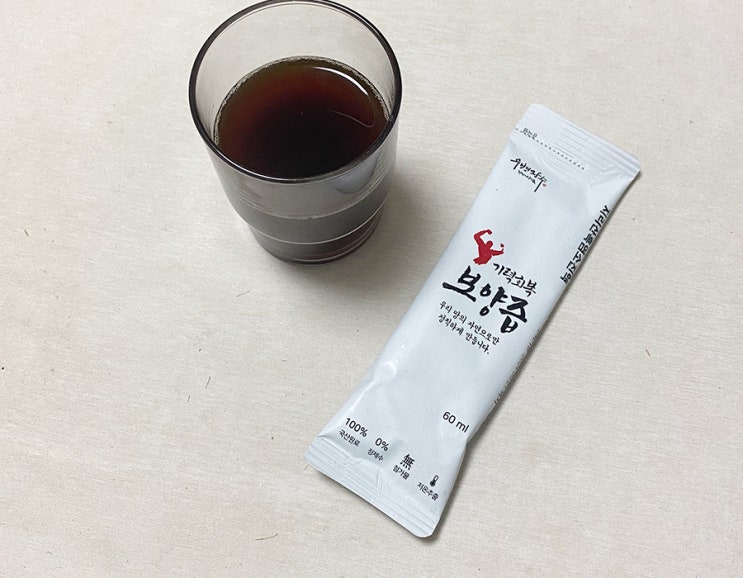 기력회복
보양즙
우리 땅의 자연으로만
정직하게 만듭니다.
60 ml
100%
국산원료
0%
정제수
無
첨가물
저온추출